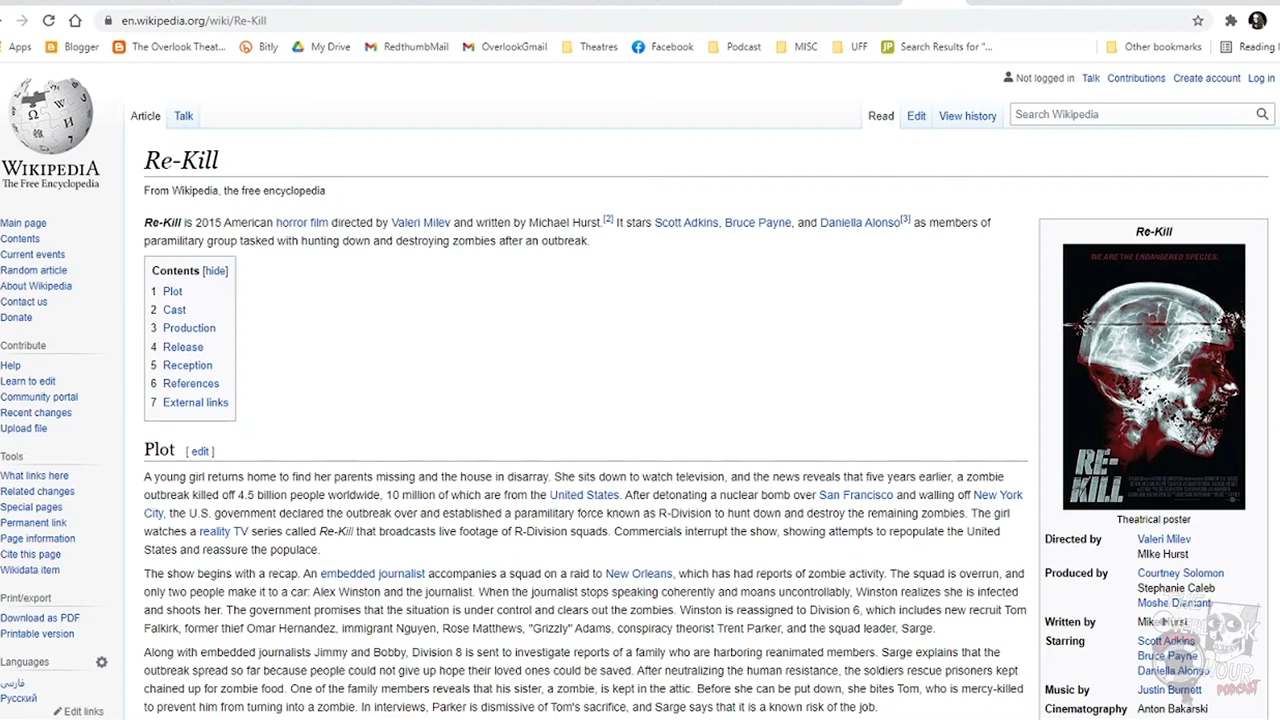 en.wikipedia.org/wiki/Re-Kill
Apps Blogger The Overlook Theat... Bitly My Drive RedthumbMail OverlookGmail Theatres Facebook Podcast MISC UFF Search Results for "... Other bookmarks Reading
Not logged in Talk Contributions Create account Log in
Article Talk Read Edit View history Search Wikipedia
WIKIPEDIA
The Free Encyclopedia
Main page
Contents
Current events
Random article
About Wikipedia
Contact us
Donate
Contribute
Help
Learn to edit
Community portal
Recent changes
Upload file
Tools
What links here
Related changes
Special pages
Permanent link
Page information
Cite this page
Wikidata item
Print/export
Download as PDF
Printable version
Languages
فارسی
Русский
Edit links
Re-Kill
From Wikipedia, the free encyclopedia
Re-Kill is 2015 American horror film directed by Valeri Milev and written by Michael Hurst.[2] It stars Scott Adkins, Bruce Payne, and Daniella Alonso[3] as members of
paramilitary group tasked with hunting down and destroying zombies after an outbreak.
Contents [hide]
1 Plot
2 Cast
3 Production
4 Release
5 Reception
6 References
7 External links
Plot [ edit ]
A young girl returns home to find her parents missing and the house in disarray. She sits down to watch television, and the news reveals that five years earlier, a zombie
outbreak killed off 4.5 billion people worldwide, 10 million of which are from the United States. After detonating a nuclear bomb over San Francisco and walling off New York
City, the U.S. government declared the outbreak over and established a paramilitary force known as R-Division to hunt down and destroy the remaining zombies. The girl
watches a reality TV series called Re-Kill that broadcasts live footage of R-Division squads. Commercials interrupt the show, showing attempts to repopulate the United
States and reassure the populace.
The show begins with a recap. An embedded journalist accompanies a squad on a raid to New Orleans, which has had reports of zombie activity. The squad is overrun, and
only two people make it to a car: Alex Winston and the journalist. When the journalist stops speaking coherently and moans uncontrollably, Winston realizes she is infected
and shoots her. The government promises that the situation is under control and clears out the zombies. Winston is reassigned to Division 6, which includes new recruit Tom
Falkirk, former thief Omar Hernandez, immigrant Nguyen, Rose Matthews, "Grizzly" Adams, conspiracy theorist Trent Parker, and the squad leader, Sarge.
Along with embedded journalists Jimmy and Bobby, Division 8 is sent to investigate reports of a family who are harboring reanimated members. Sarge explains that the
outbreak spread so far because people could not give up hope their loved ones could be saved. After neutralizing the human resistance, the soldiers rescue prisoners kept
chained up for zombie food. One of the family members reveals that his sister, a zombie, is kept in the attic. Before she can be put down, she bites Tom, who is mercy-killed
to prevent him from turning into a zombie. In interviews, Parker is dismissive of Tom's sacrifice, and Sarge says that it is a known risk of the job.
Re-Kill
WE ARE THE ENDANGERED SPECIES.
RE-
KILL
Theatrical poster
Directed by Valeri Milev
MIke Hurst
Produced by Courtney Solomon
Stephanie Caleb
Moshe Diamant
Written by Mike Hurst
Starring Scott Adkins
Bruce Payne
Daniella Alonso
Music by Justin Burnett
Cinematography Anton Bakarski
THE
OVERLOOK
HOUR
PODCAST